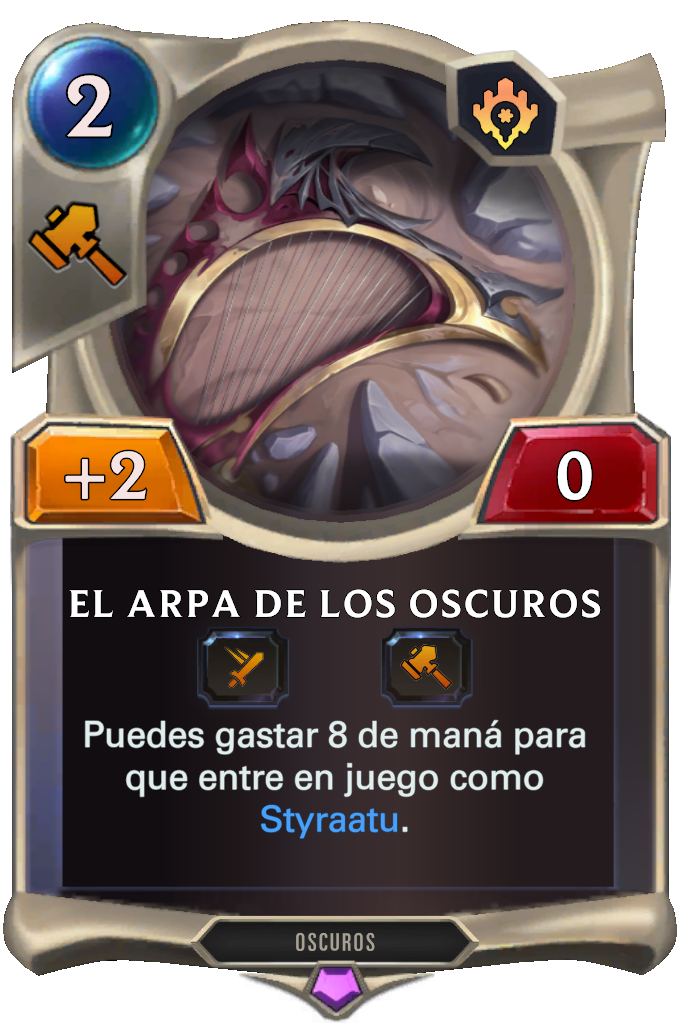 2
+2
0
EL ARPA DE LOS OSCUROS
Puedes gastar 8 de maná para
que entre en juego como
Styraatu.
OSCUROS